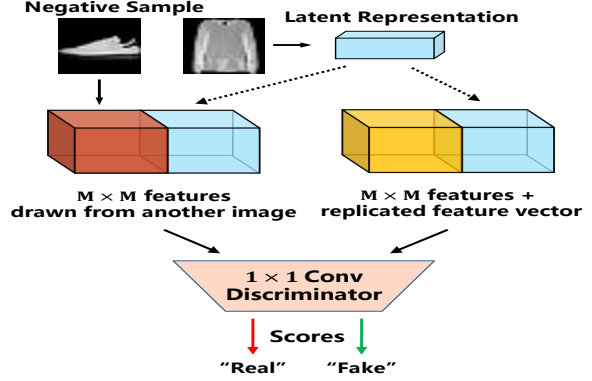 Negative Sample
Latent Representation
M × M features
drawn from another image
M × M features +
replicated feature vector
1 × 1 Conv
Discriminator
Scores
“Real”
“Fake”